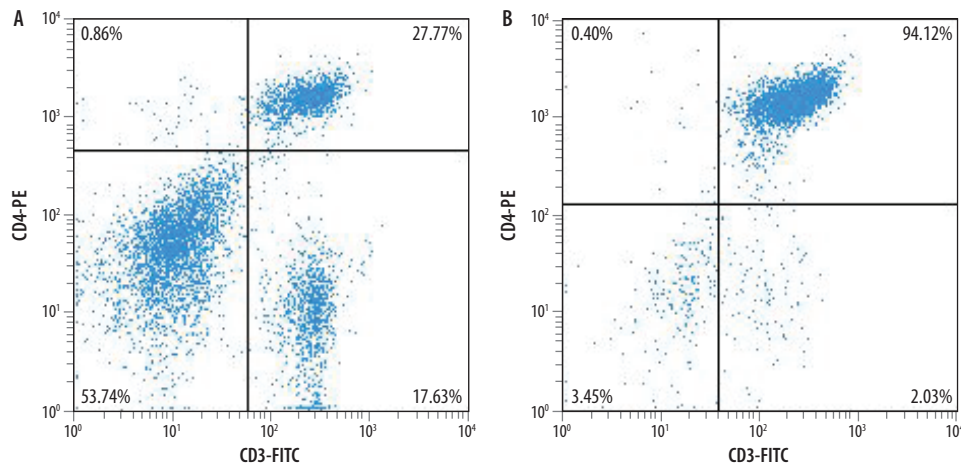 A
CD4-PE
10⁴
10³
10²
10¹
10⁰
0.86%
27.77%
53.74%
17.63%
10⁰ 10¹ 10² 10³ 10⁴
CD3-FITC
B
CD4-PE
10⁴
10³
10²
10¹
10⁰
0.40%
94.12%
3.45%
2.03%
10⁰ 10¹ 10² 10³ 10⁴
CD3-FITC